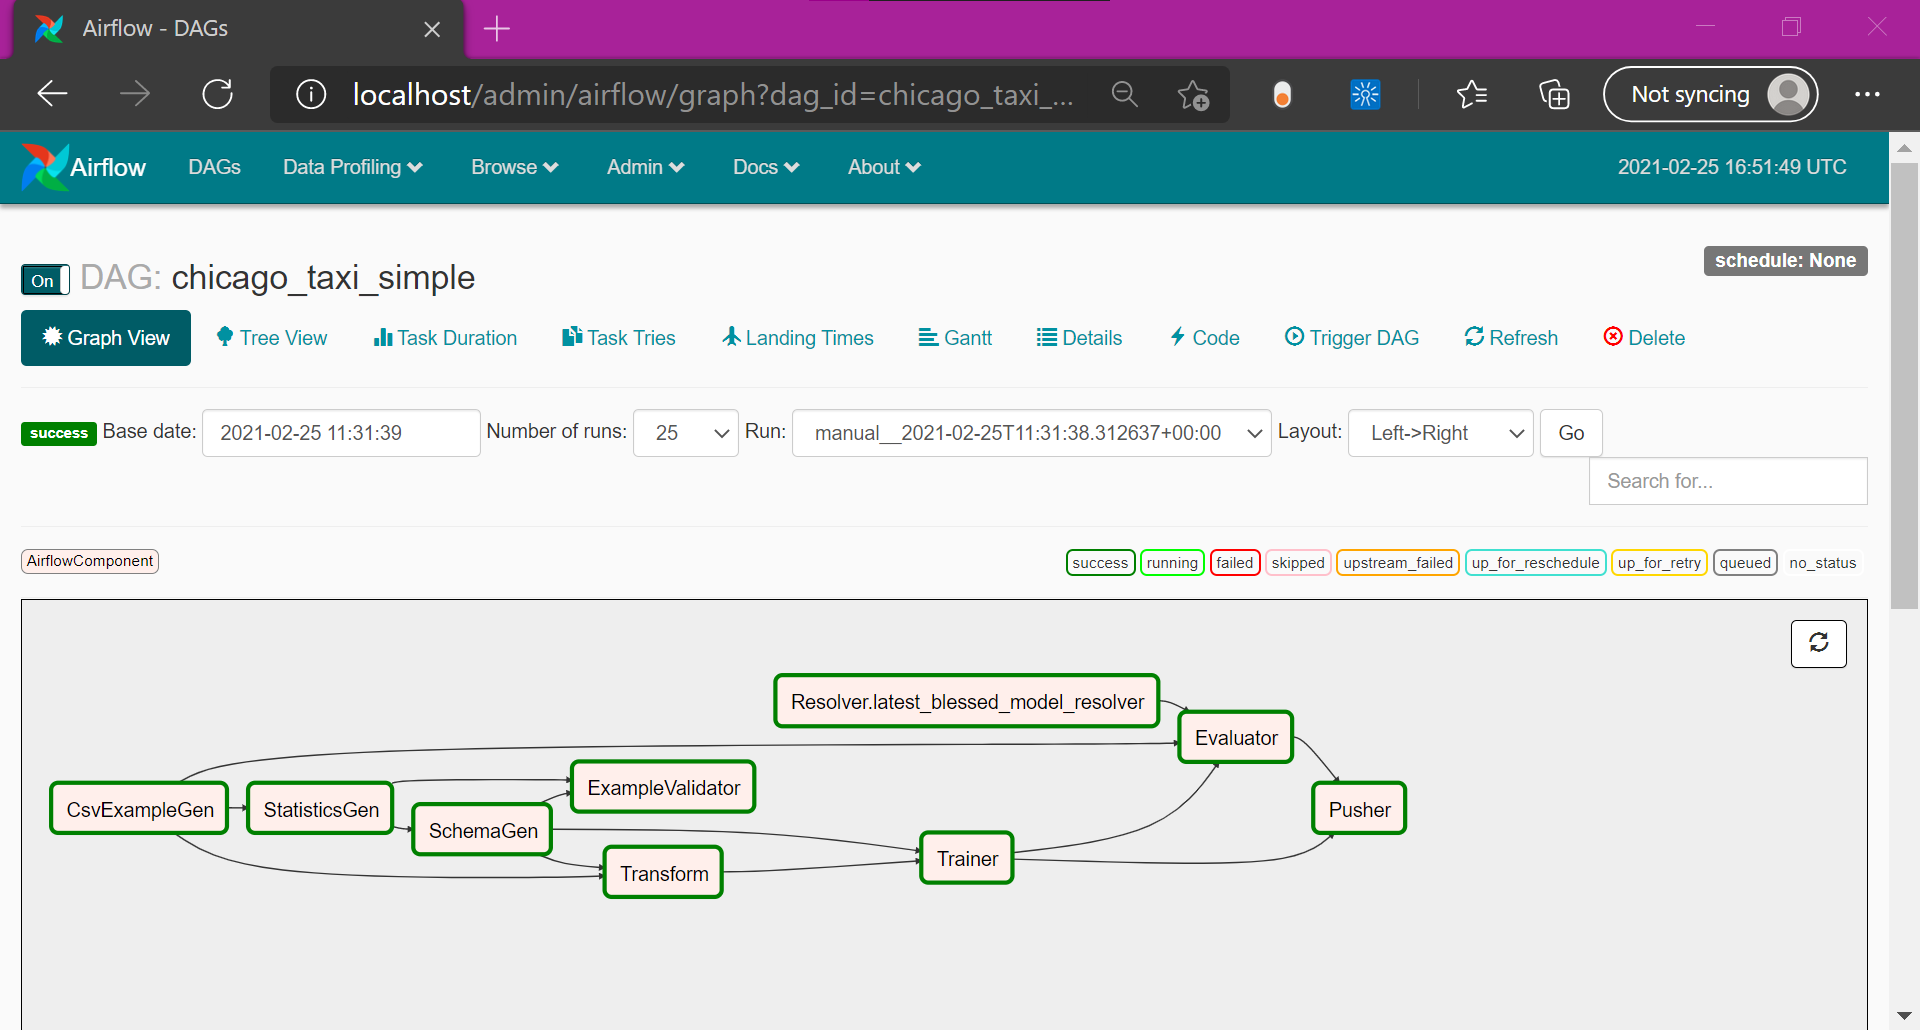 Airflow - DAGs
localhost/admin/airflow/graph?dag_id=chicago_taxi_...
Not syncing
Airflow DAGs Data Profiling Browse Admin Docs About 2021-02-25 16:51:49 UTC
schedule: None
On DAG: chicago_taxi_simple
Graph View Tree View Task Duration Task Tries Landing Times Gantt Details Code Trigger DAG Refresh Delete
success Base date: 2021-02-25 11:31:39 Number of runs: 25 Run: manual__2021-02-25T11:31:38.312637+00:00 Layout: Left->Right Go
Search for...
AirflowComponent success running failed skipped upstream_failed up_for_reschedule up_for_retry queued no_status
Resolver.latest_blessed_model_resolver
Evaluator
ExampleValidator
CsvExampleGen StatisticsGen Pusher
SchemaGen
Trainer
Transform